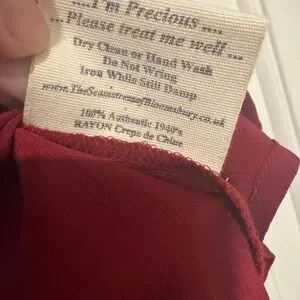 ....I'm Precious ....
...Please treat me well ...
Dry Clean or Hand Wash
Do Not Wring
Iron While Still Damp
www.TheSeamstressofBloomsbury.co.uk
100% Authentic 1940's
RAYON Crepe de Chine